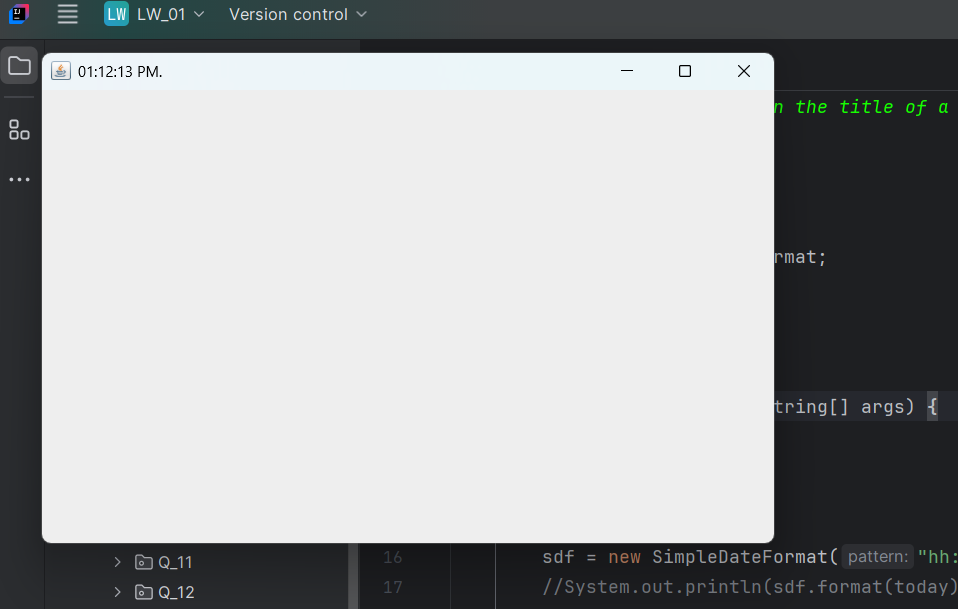 LW LW_01 Version control
01:12:13 PM.
n the title of a
rmat;
tring[] args) {
Q_11
16 sdf = new SimpleDateFormat( pattern: "hh:
Q_12
17 //System.out.println(sdf.format(today)